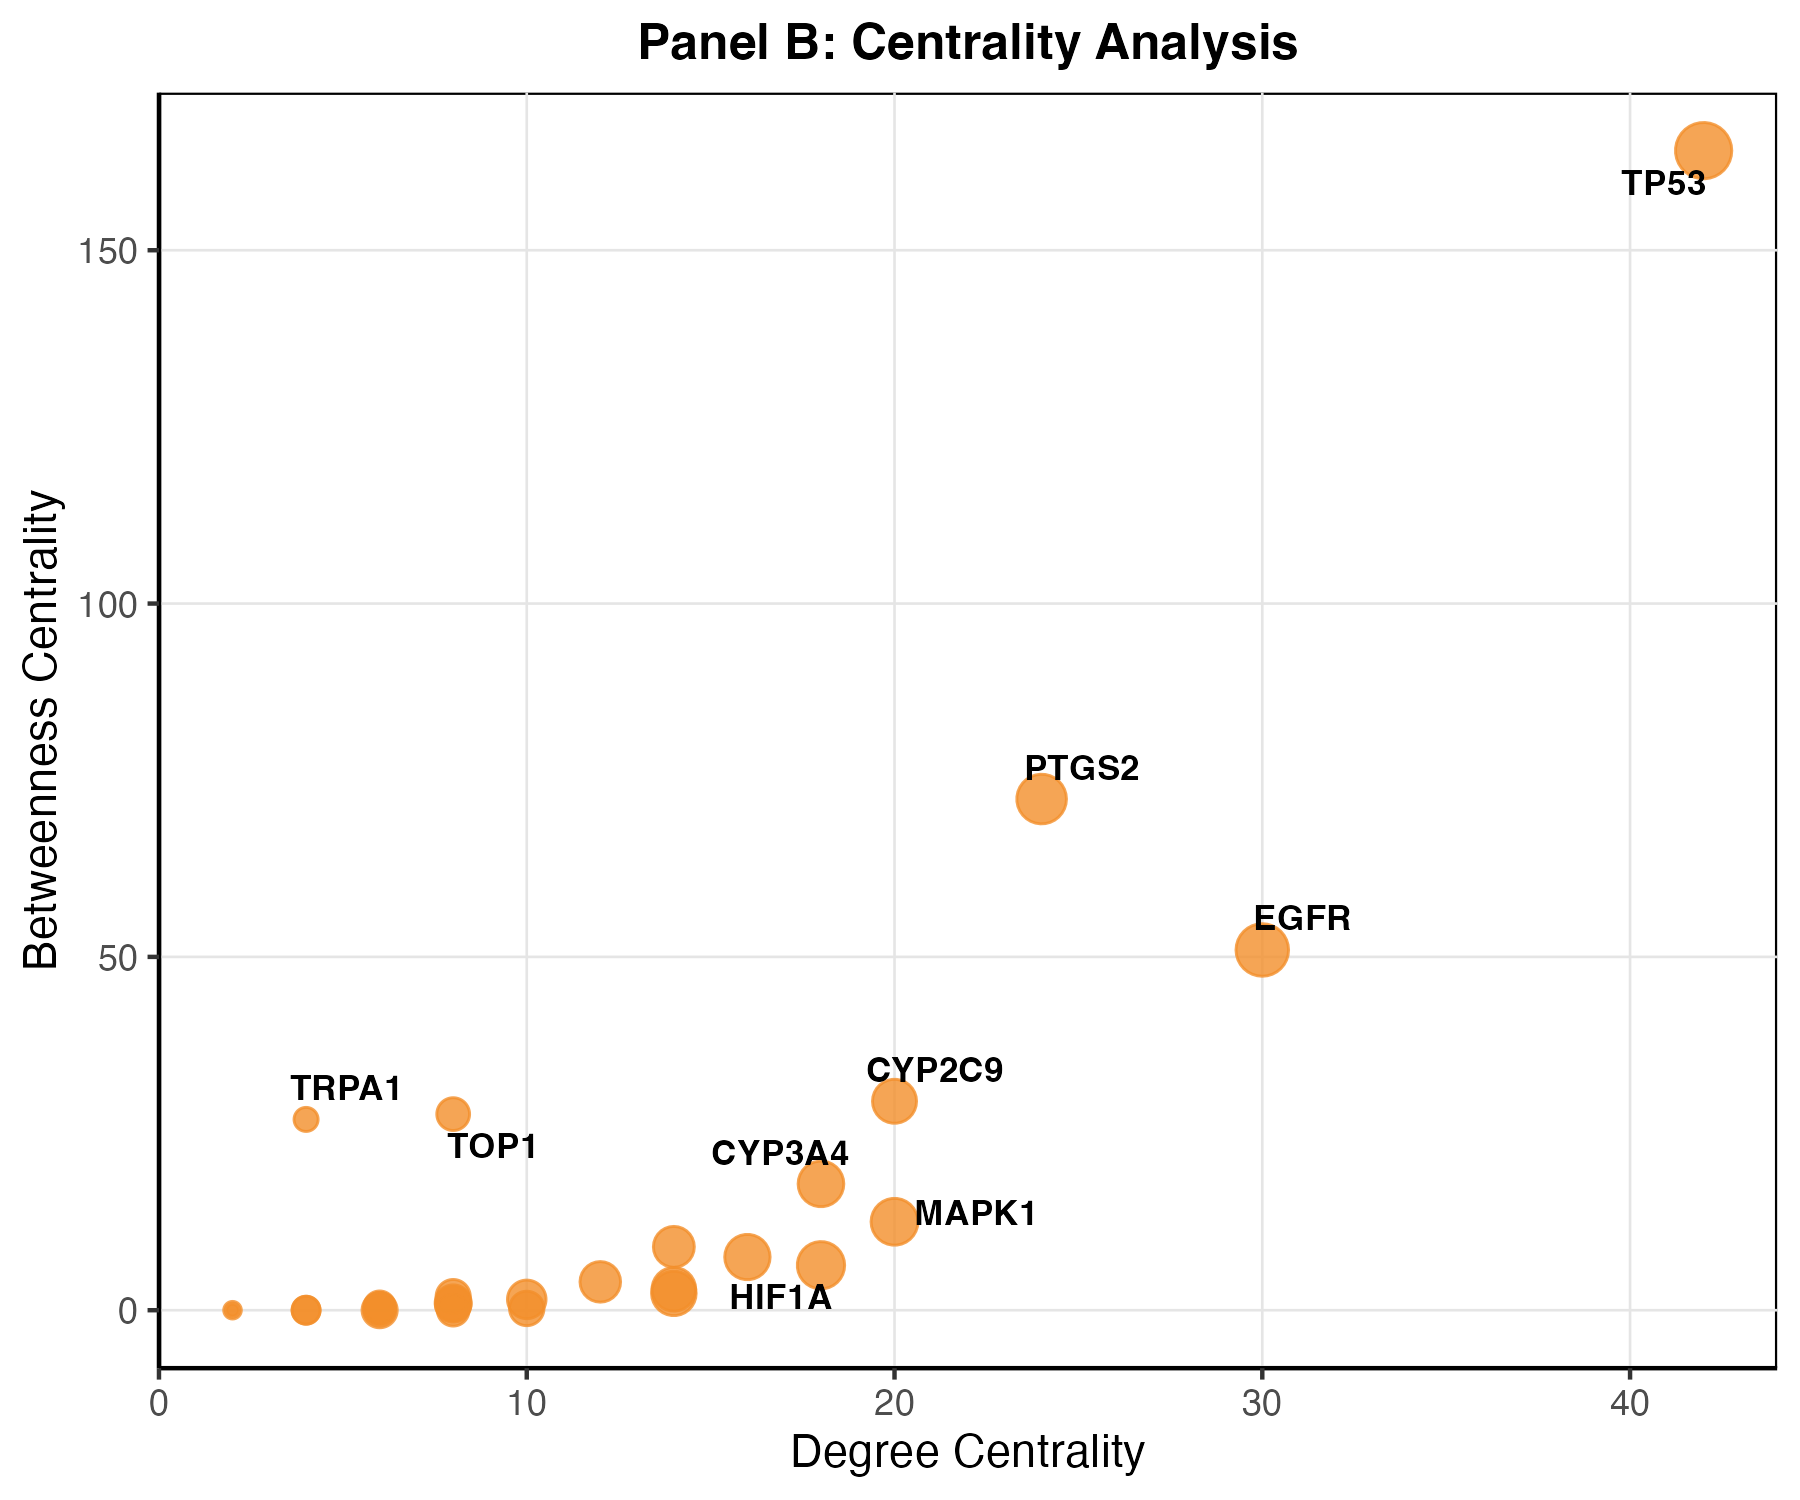 Panel B: Centrality Analysis
TP53
150
100
PTGS2
EGFR
50
CYP2C9
TRPA1
TOP1
CYP3A4
MAPK1
HIF1A
0
0 10 20 30 40
Degree Centrality
Betweenness Centrality